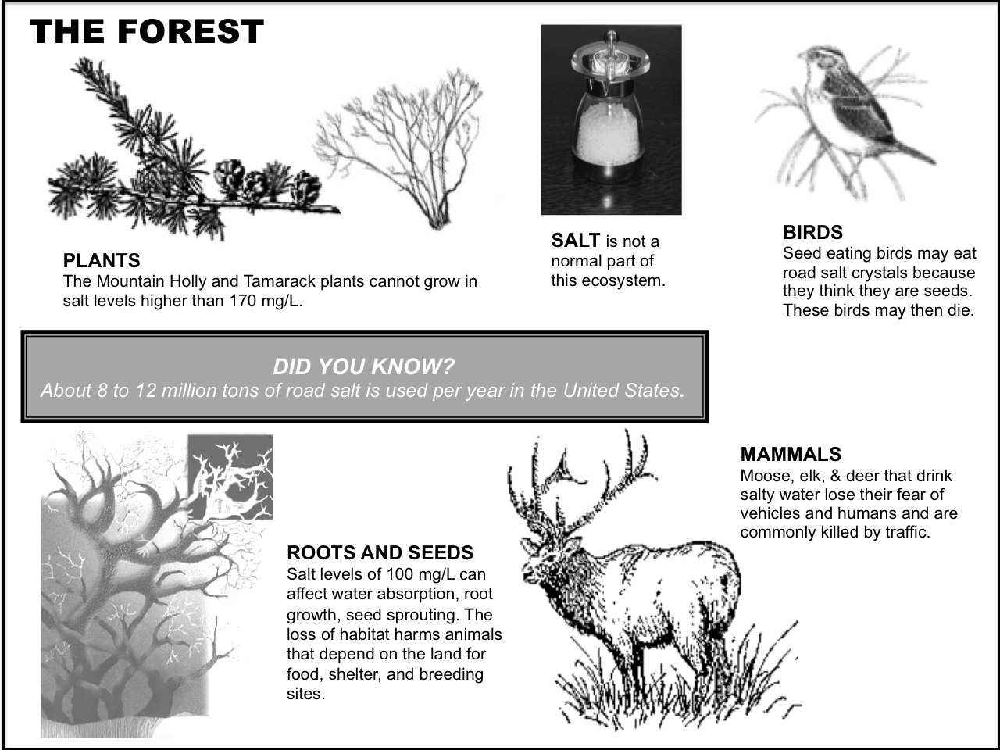 THE FOREST
PLANTS
The Mountain Holly and Tamarack plants cannot grow in
salt levels higher than 170 mg/L.
SALT is not a
normal part of
this ecosystem.
BIRDS
Seed eating birds may eat
road salt crystals because
they think they are seeds.
These birds may then die.
DID YOU KNOW?
About 8 to 12 million tons of road salt is used per year in the United States.
ROOTS AND SEEDS
Salt levels of 100 mg/L can
affect water absorption, root
growth, seed sprouting. The
loss of habitat harms animals
that depend on the land for
food, shelter, and breeding
sites.
MAMMALS
Moose, elk, & deer that drink
salty water lose their fear of
vehicles and humans and are
commonly killed by traffic.